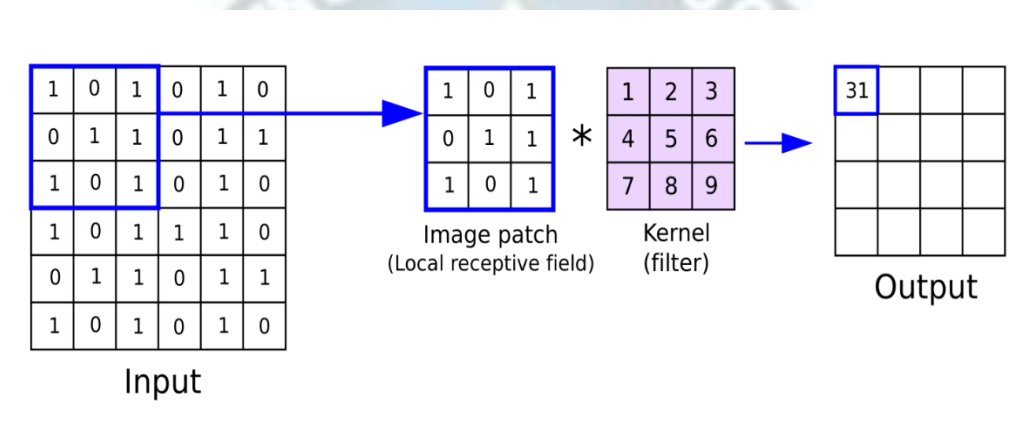 1 0 1 0 1 0
0 1 1 0 1 1
1 0 1 0 1 0
1 0 1 1 1 0
0 1 1 0 1 1
1 0 1 0 1 0
Input
1 0 1
0 1 1
1 0 1
Image patch
(Local receptive field)
*
1 2 3
4 5 6
7 8 9
Kernel
(filter)
31
Output